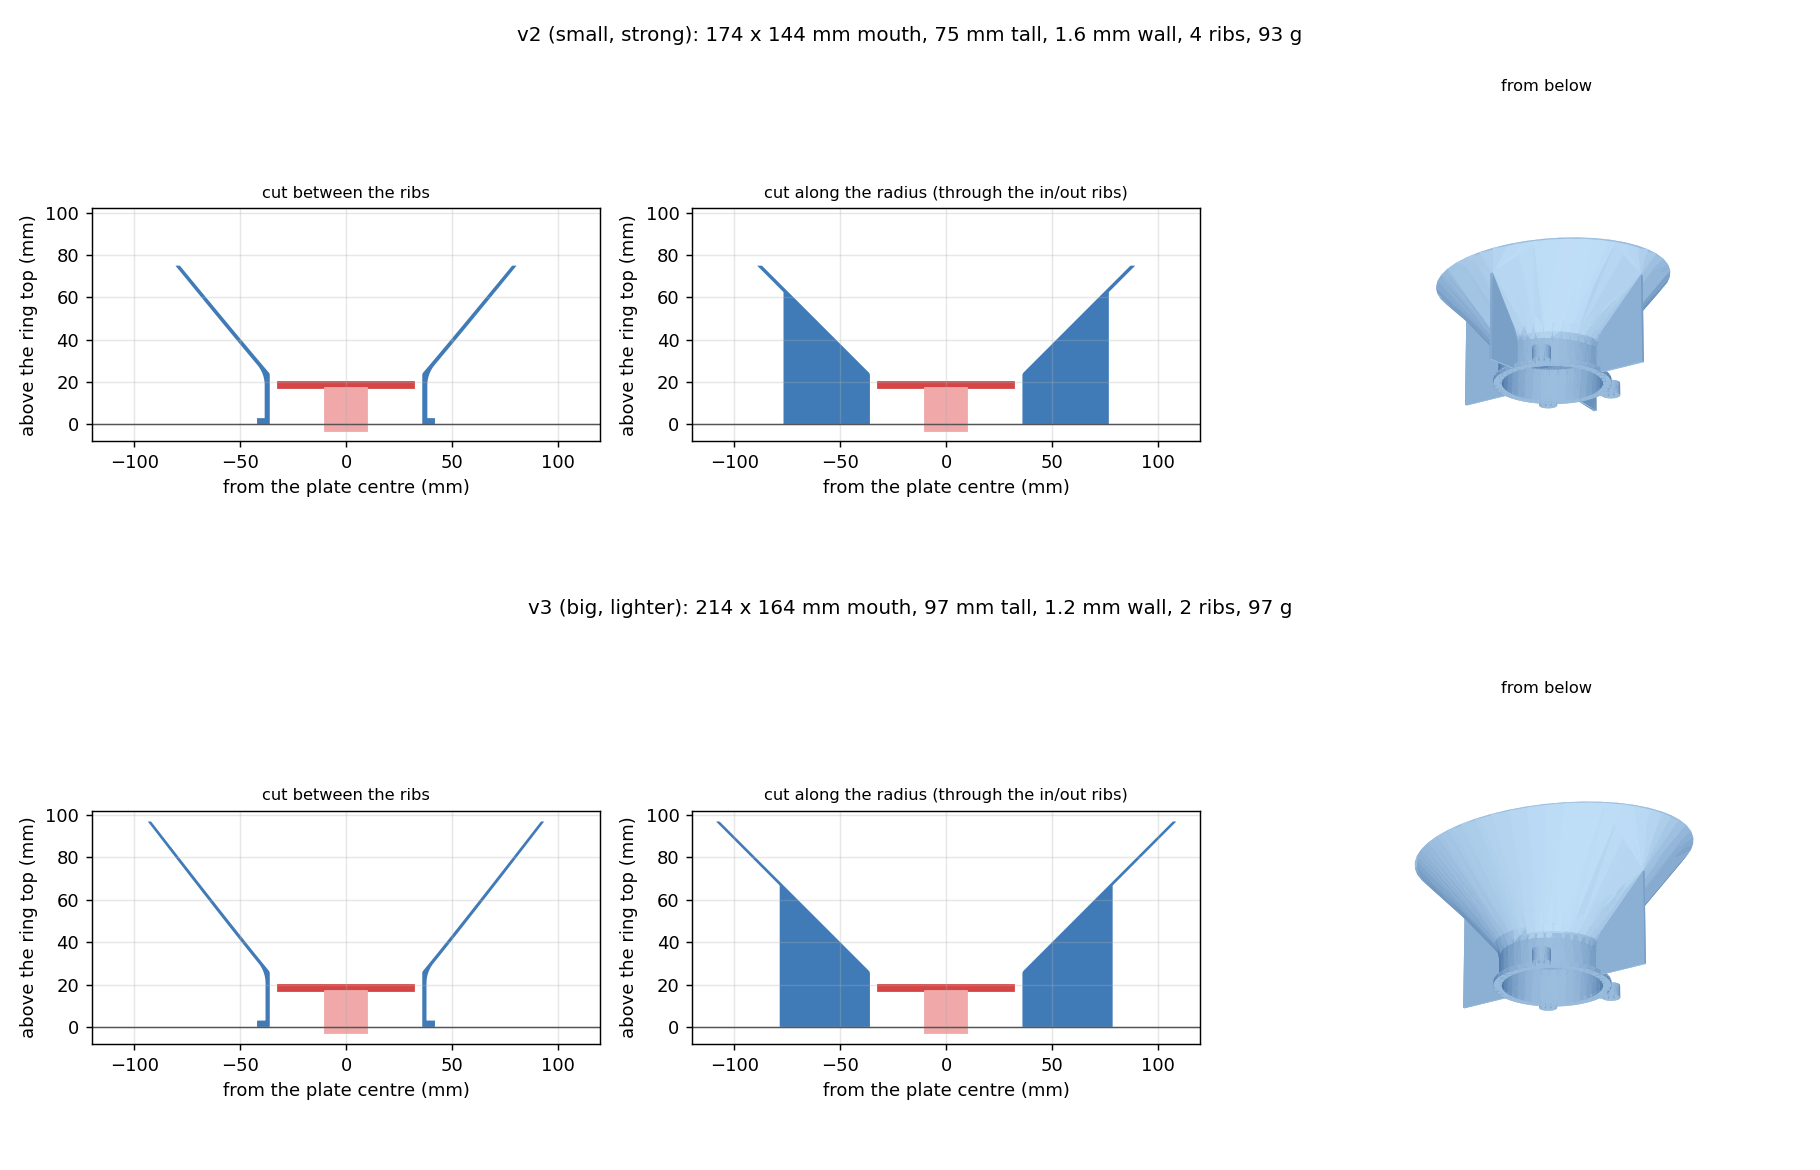 v2 (small, strong): 174 x 144 mm mouth, 75 mm tall, 1.6 mm wall, 4 ribs, 93 g
from below
cut between the ribs
cut along the radius (through the in/out ribs)
above the ring top (mm)
100
80
60
40
20
0
−100
−50
0
50
100
from the plate centre (mm)
above the ring top (mm)
100
80
60
40
20
0
−100
−50
0
50
100
from the plate centre (mm)
v3 (big, lighter): 214 x 164 mm mouth, 97 mm tall, 1.2 mm wall, 2 ribs, 97 g
from below
cut between the ribs
cut along the radius (through the in/out ribs)
above the ring top (mm)
100
80
60
40
20
0
−100
−50
0
50
100
from the plate centre (mm)
above the ring top (mm)
100
80
60
40
20
0
−100
−50
0
50
100
from the plate centre (mm)